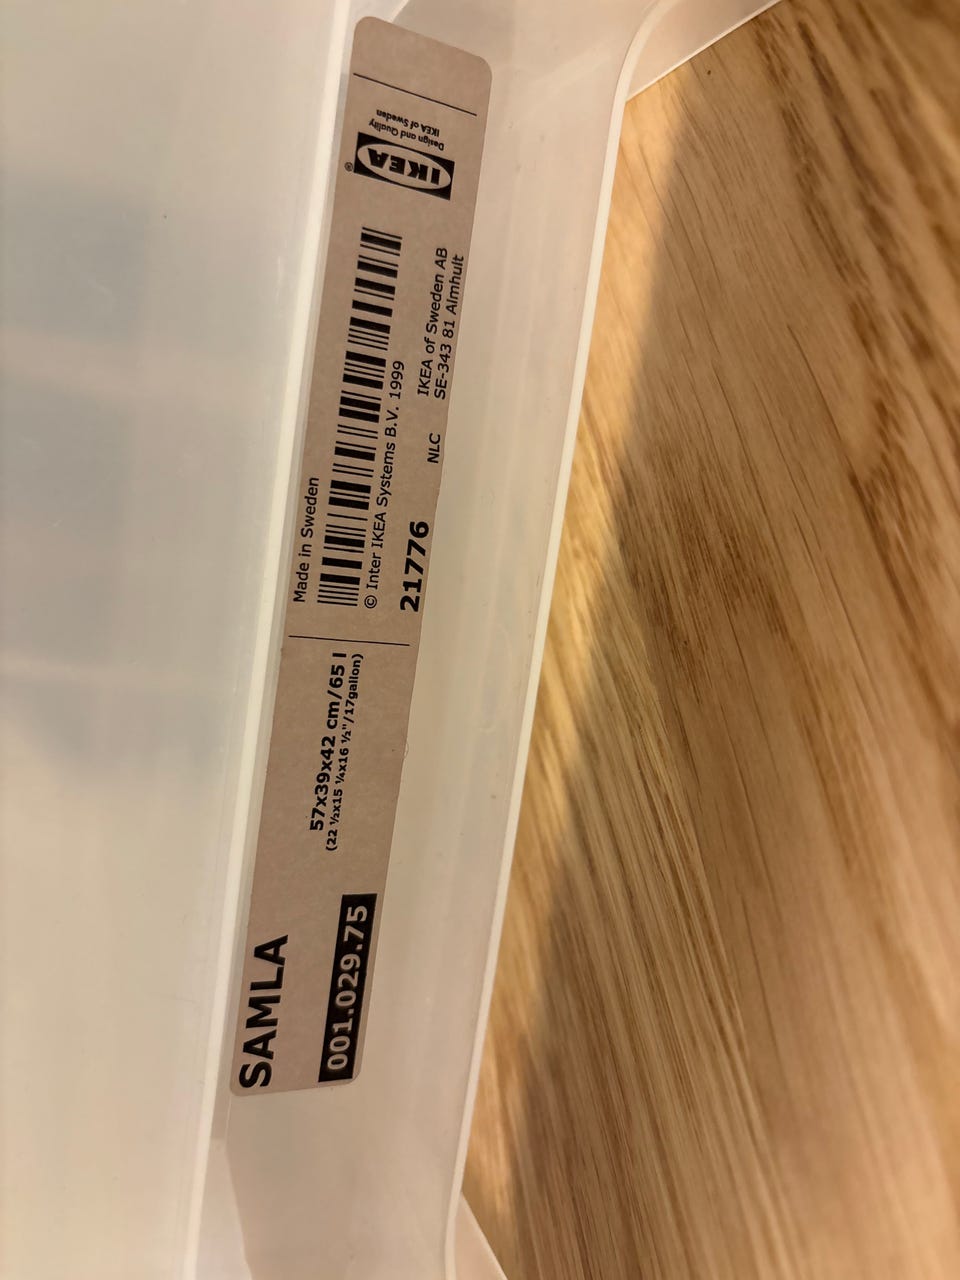 SAMLA
001.029.75
57x39x42 cm/65 l
(22 ½x15 ¼x16 ½"/17gallon)
Made in Sweden
© Inter IKEA Systems B.V. 1999
21776
NLC
IKEA of Sweden AB
SE-343 81 Almhult
IKEA®
Design and Quality
IKEA of Sweden